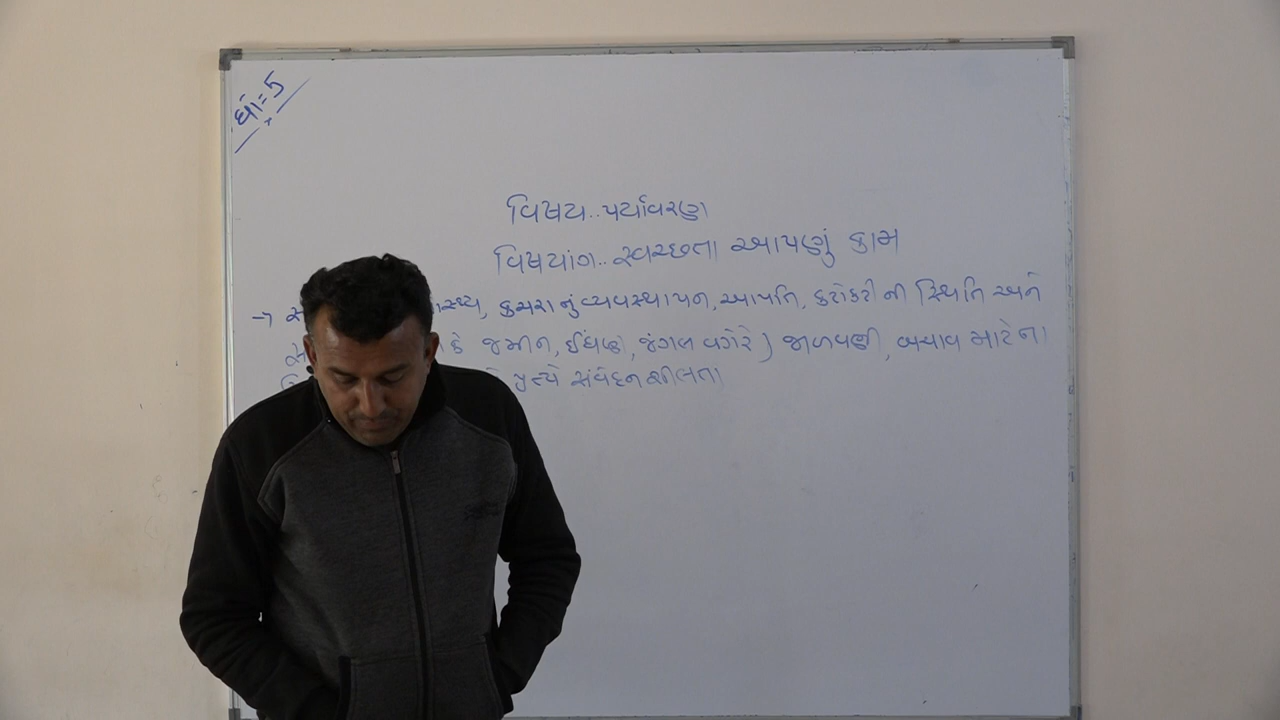 ધો:- 5
વિષય.. પર્યાવરણ
વિષયાંગ.. સ્વચ્છતા આપણું કામ
→ કચરાનું વ્યવસ્થાપન, આપત્તિ, કટોકટી ની સ્થિતિ અને
કે જમીન, ઈંધણ, જંગલ વગેરે) જાળવણી, બચાવ માટેના
પ્રત્યે સંવેદનશીલતા